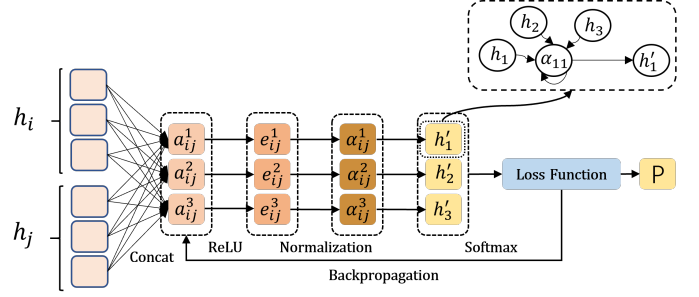 h₂
h₃
h₁
α₁₁
h′₁
hᵢ
a¹ᵢⱼ
e¹ᵢⱼ
α¹ᵢⱼ
h′₁
a²ᵢⱼ
e²ᵢⱼ
α²ᵢⱼ
h′₂
Loss Function
P
a³ᵢⱼ
e³ᵢⱼ
α³ᵢⱼ
h′₃
hⱼ
Concat
ReLU
Normalization
Softmax
Backpropagation